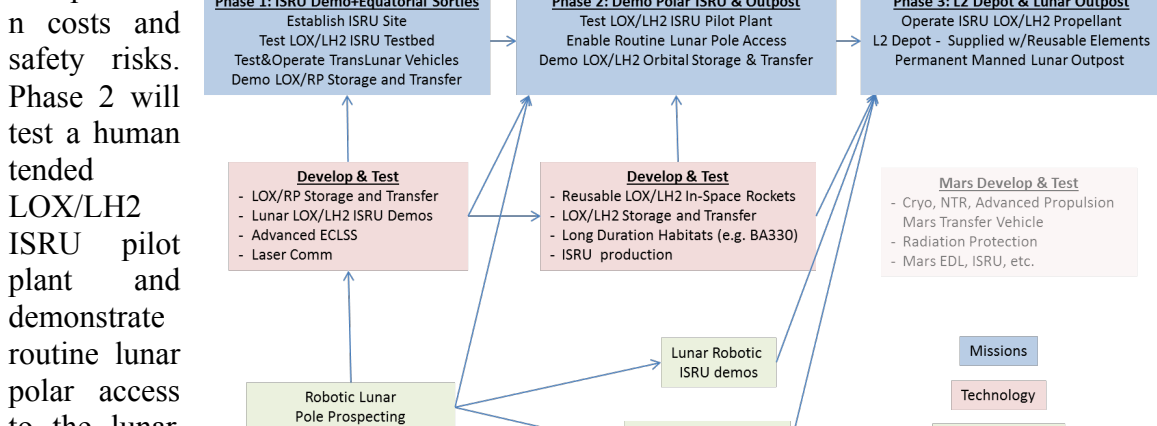 n costs and
safety risks.
Phase 2 will
test a human
tended
LOX/LH2
ISRU pilot
plant and
demonstrate
routine lunar
polar access
to the lunar
Phase 1: ISRU Demo+Equatorial Sorties
Establish ISRU Site
Test LOX/LH2 ISRU Testbed
Test&Operate TransLunar Vehicles
Demo LOX/RP Storage and Transfer
Phase 2: Demo Polar ISRU & Outpost
Test LOX/LH2 ISRU Pilot Plant
Enable Routine Lunar Pole Access
Demo LOX/LH2 Orbital Storage & Transfer
Phase 3: L2 Depot & Lunar Outpost
Operate ISRU LOX/LH2 Propellant
L2 Depot - Supplied w/Reusable Elements
Permanent Manned Lunar Outpost
Develop & Test
- LOX/RP Storage and Transfer
- Lunar LOX/LH2 ISRU Demos
- Advanced ECLSS
- Laser Comm
Develop & Test
- Reusable LOX/LH2 In-Space Rockets
- LOX/LH2 Storage and Transfer
- Long Duration Habitats (e.g. BA330)
- ISRU production
Mars Develop & Test
- Cryo, NTR, Advanced Propulsion
Mars Transfer Vehicle
- Radiation Protection
- Mars EDL, ISRU, etc.
Lunar Robotic
ISRU demos
Robotic Lunar
Pole Prospecting
Missions
Technology